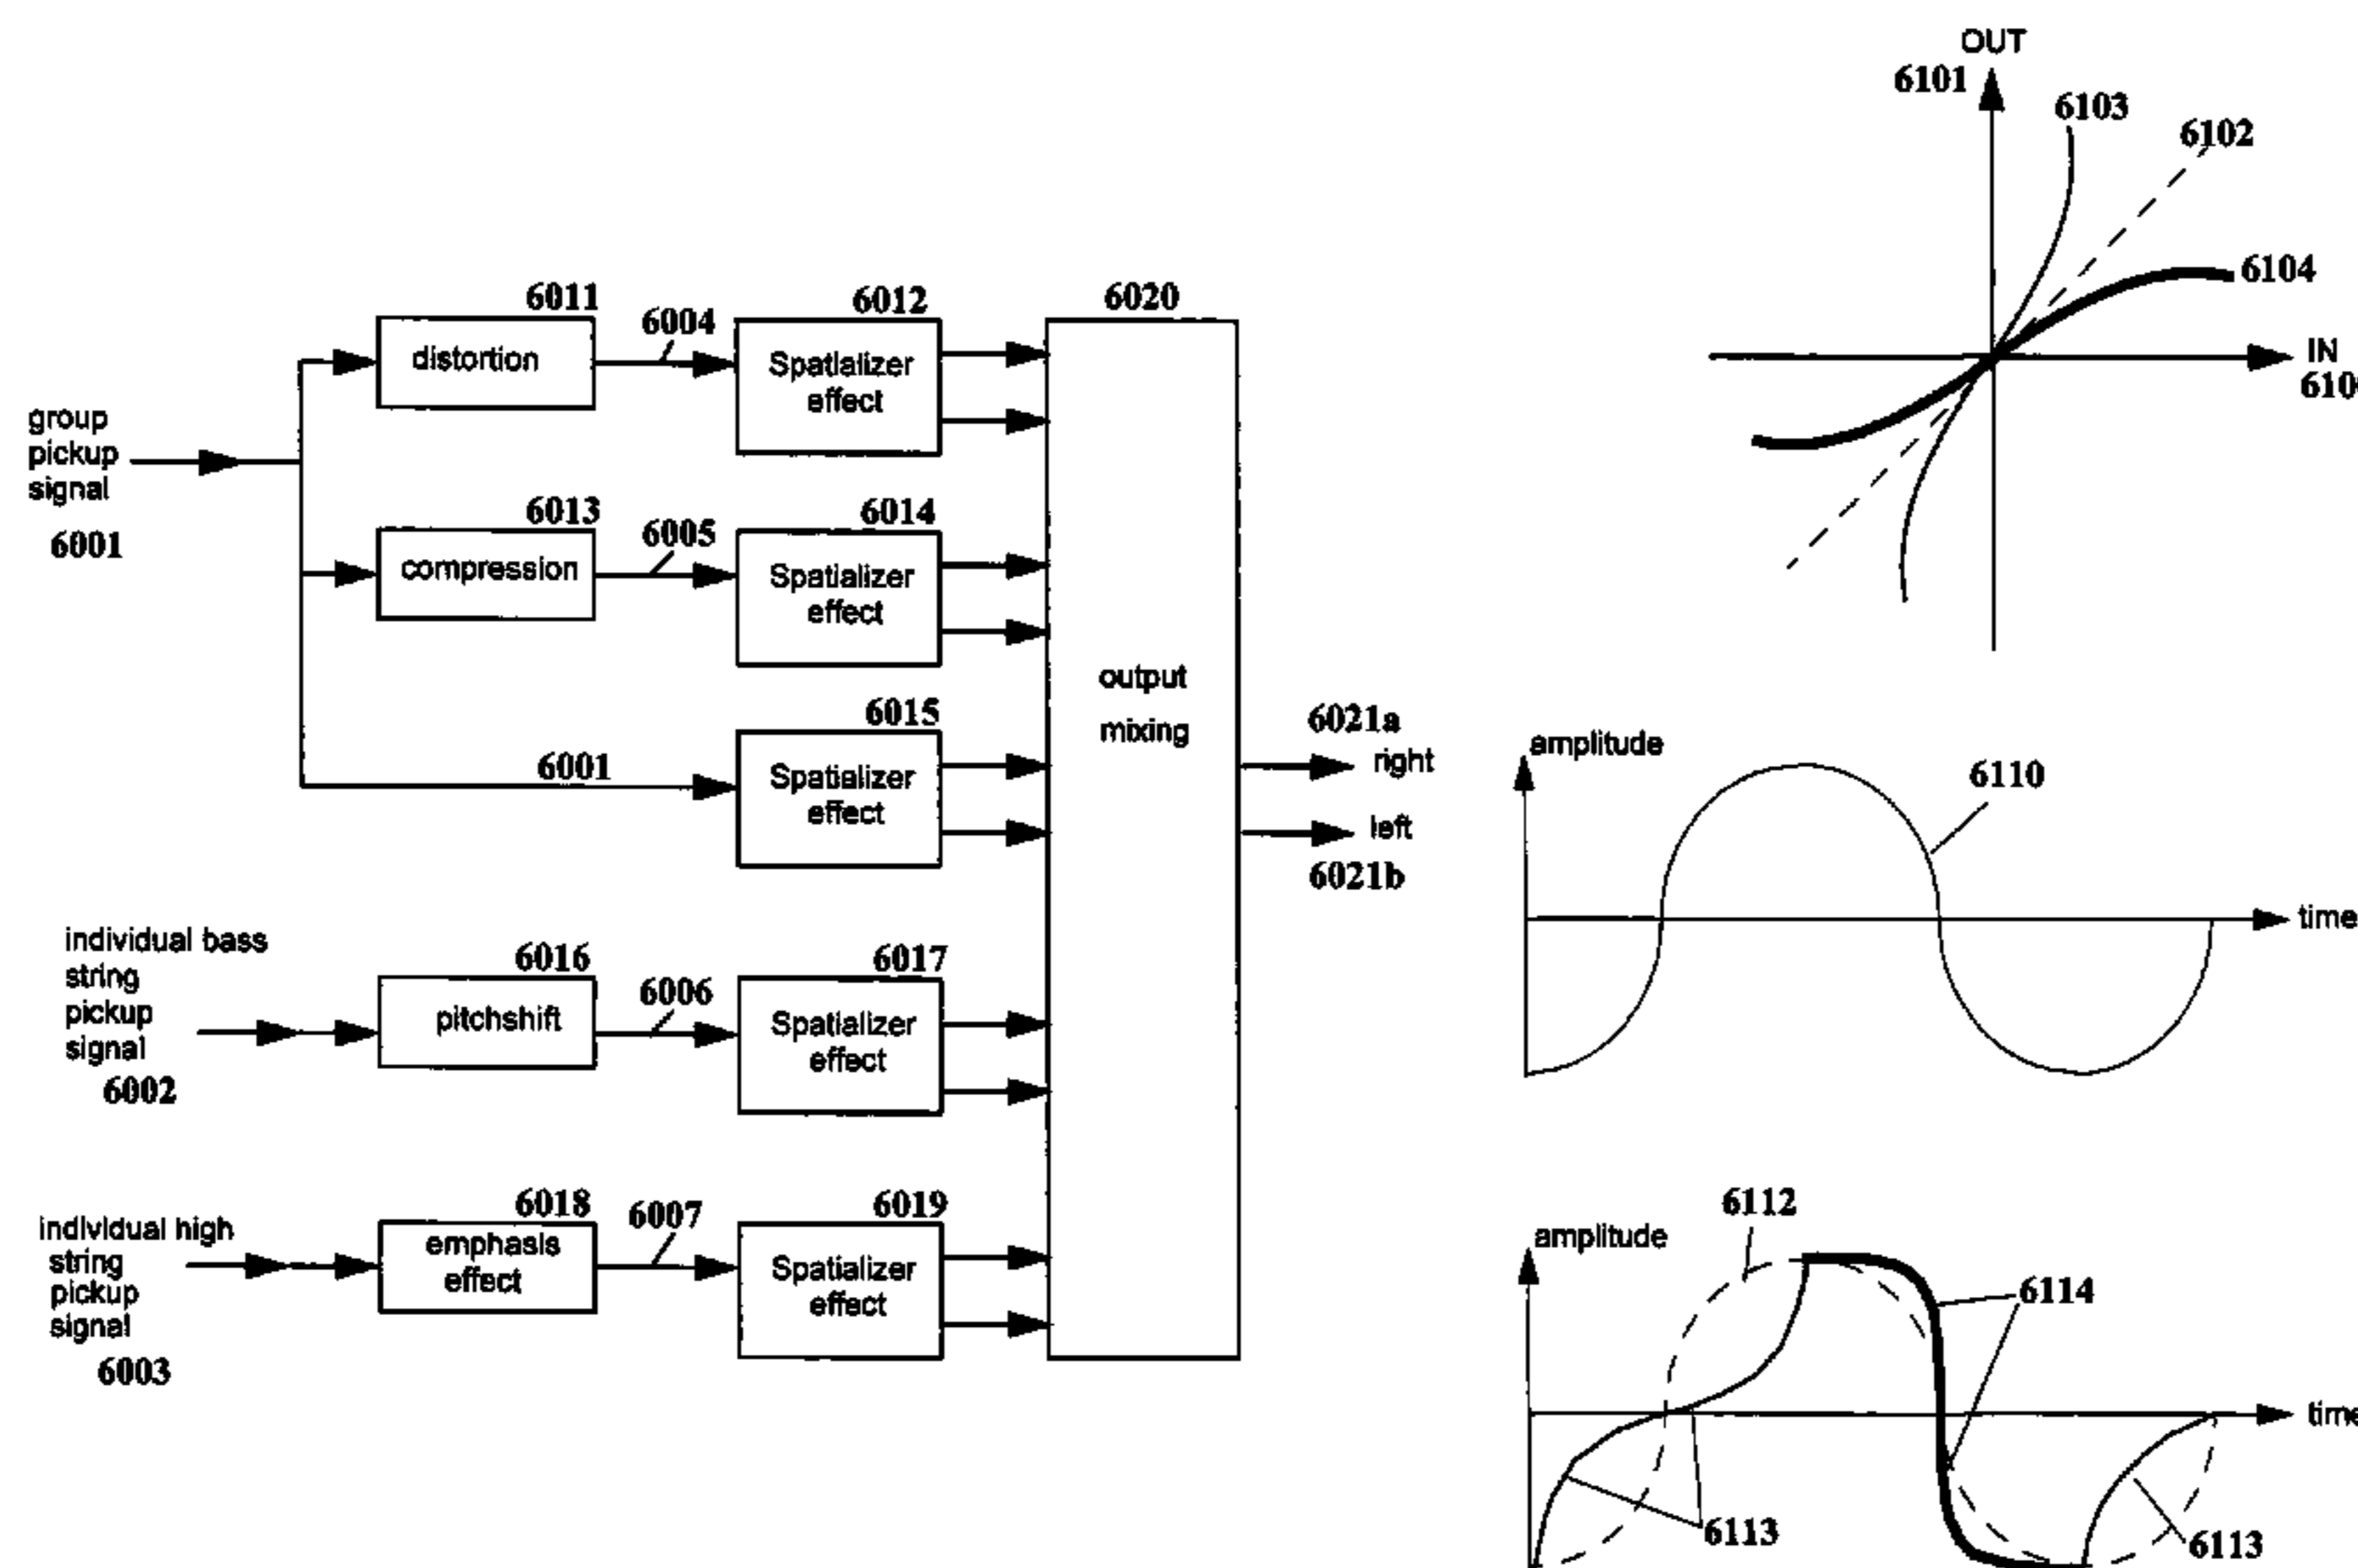 6011
6004
6012
6020
distortion
Spatializer
effect
group
pickup
signal
6001
6013
6005
6014
compression
Spatializer
effect
6015
6001
Spatializer
effect
output
mixing
6021a
right
left
6021b
individual bass
string
pickup
signal
6002
6016
6006
6017
pitchshift
Spatializer
effect
individual high
string
pickup
signal
6003
6018
6007
6019
emphasis
effect
Spatializer
effect
OUT
6101
6103
6102
6104
IN
amplitude
6110
time
6112
amplitude
6114
time
6113
6113